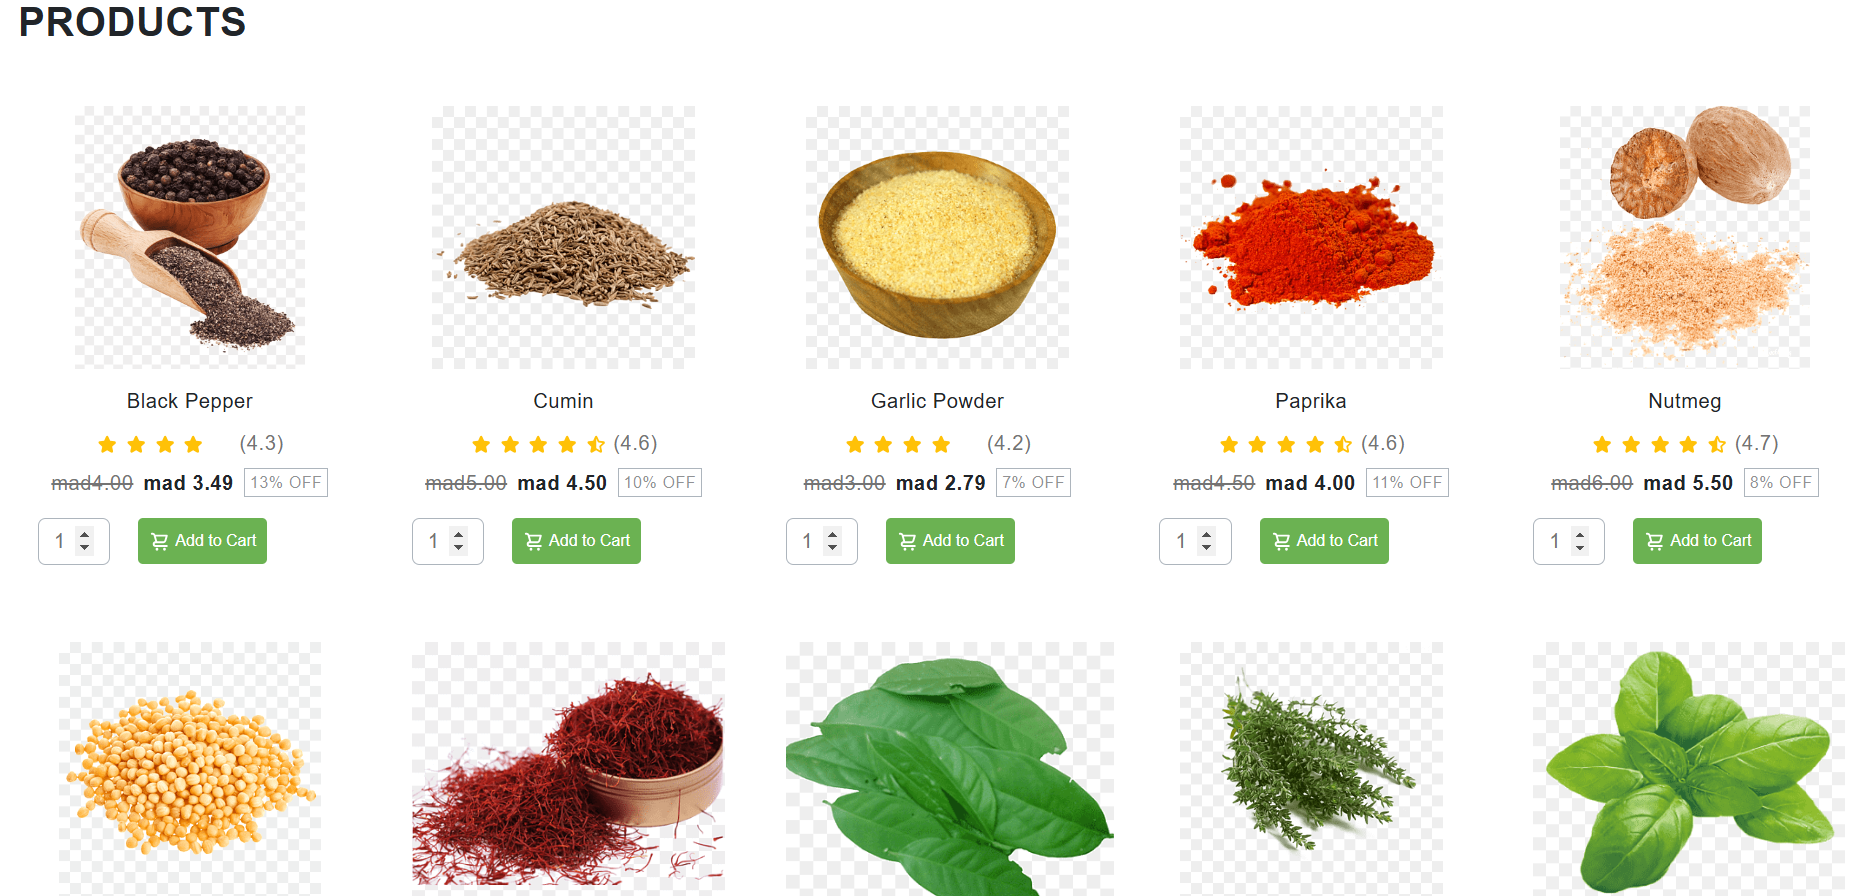 PRODUCTS
Black Pepper
(4.3)
mad4.00 mad 3.49 13% OFF
1 Add to Cart
Cumin
(4.6)
mad5.00 mad 4.50 10% OFF
1 Add to Cart
Garlic Powder
(4.2)
mad3.00 mad 2.79 7% OFF
1 Add to Cart
Paprika
(4.6)
mad4.50 mad 4.00 11% OFF
1 Add to Cart
Nutmeg
(4.7)
mad6.00 mad 5.50 8% OFF
1 Add to Cart